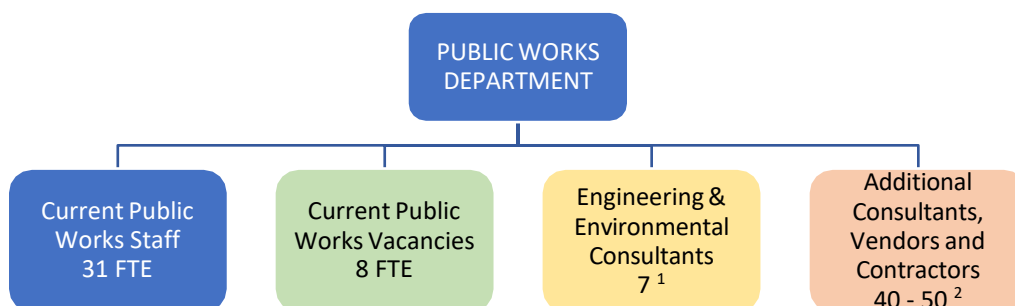 PUBLIC WORKS
DEPARTMENT
Current Public
Works Staff
31 FTE
Current Public
Works Vacancies
8 FTE
Engineering &
Environmental
Consultants
7 1
Additional
Consultants,
Vendors and
Contractors
40 - 50 2